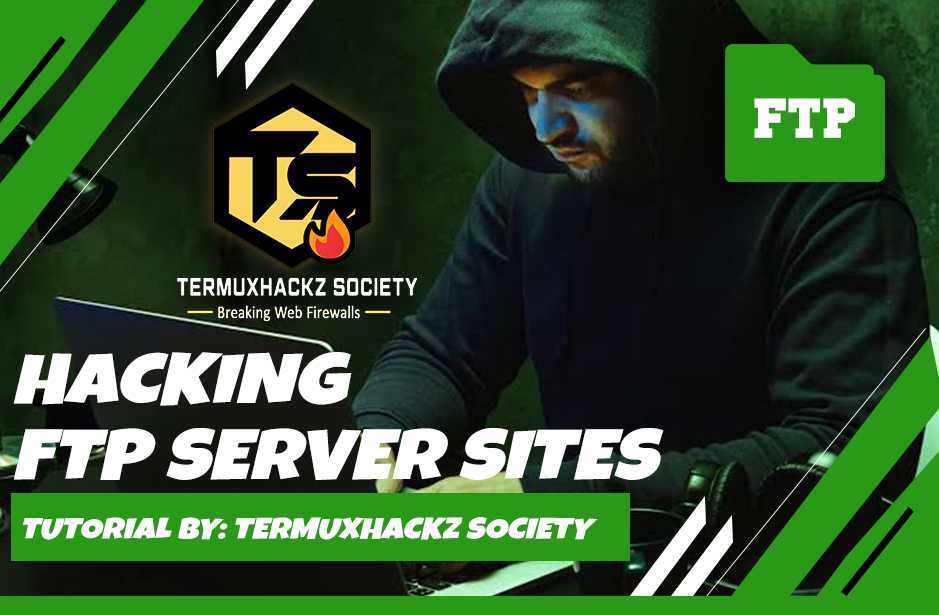 FTP
TS
TERMUXHACKZ SOCIETY
Breaking Web Firewalls
HACKING
FTP SERVER SITES
TUTORIAL BY: TERMUXHACKZ SOCIETY